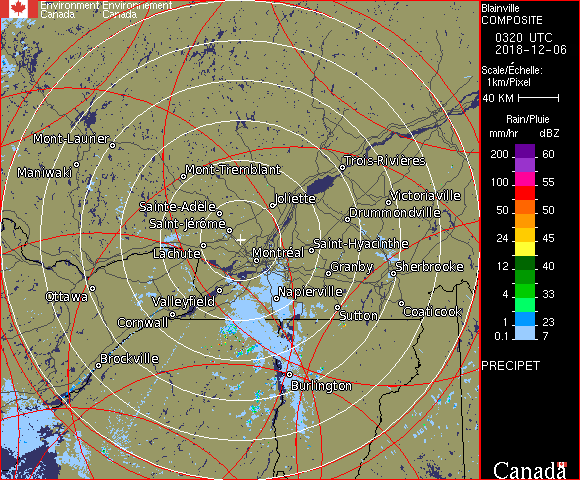 Environment Environnement
Canada Canada
Blainville
COMPOSITE
0320 UTC
2018-12-06
Scale/Échelle:
1km/Pixel
40 KM
Rain/Pluie
mm/hr dBZ
200 60
100 55
50 50
24 45
12 40
4 33
1 23
0.1 7
PRECIPET
Canada
Mont-Laurier
Maniwaki
Mont-Tremblant
Trois-Rivières
Sainte-Adèle
Joliette
Victoriaville
Drummondville
Saint-Jérôme
Lachute
Montréal
Saint-Hyacinthe
Granby
Sherbrooke
Ottawa
Valleyfield
Napierville
Cornwall
Sutton
Coaticook
Brockville
Burlington